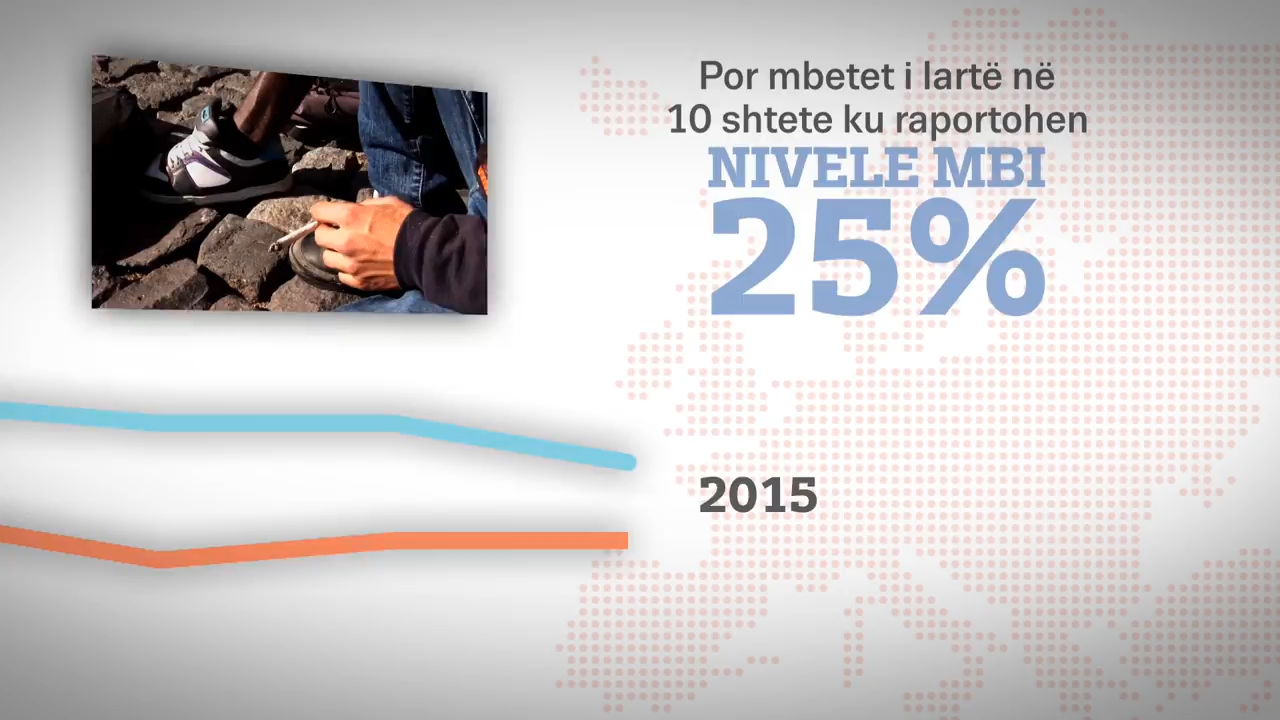 Por mbetet i lartë në
10 shtete ku raportohen
NIVELE MBI
25%
2015